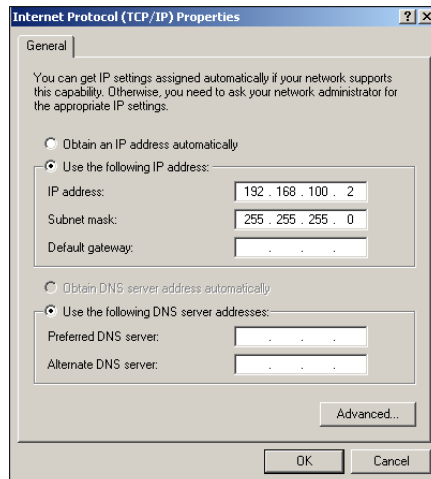 Internet Protocol (TCP/IP) Properties
General
You can get IP settings assigned automatically if your network supports
this capability. Otherwise, you need to ask your network administrator for
the appropriate IP settings.
Obtain an IP address automatically
Use the following IP address:
IP address: 192 . 168 . 100 . 2
Subnet mask: 255 . 255 . 255 . 0
Default gateway: . . .
Obtain DNS server address automatically
Use the following DNS server addresses:
Preferred DNS server: . . .
Alternate DNS server: . . .
Advanced...
OK Cancel